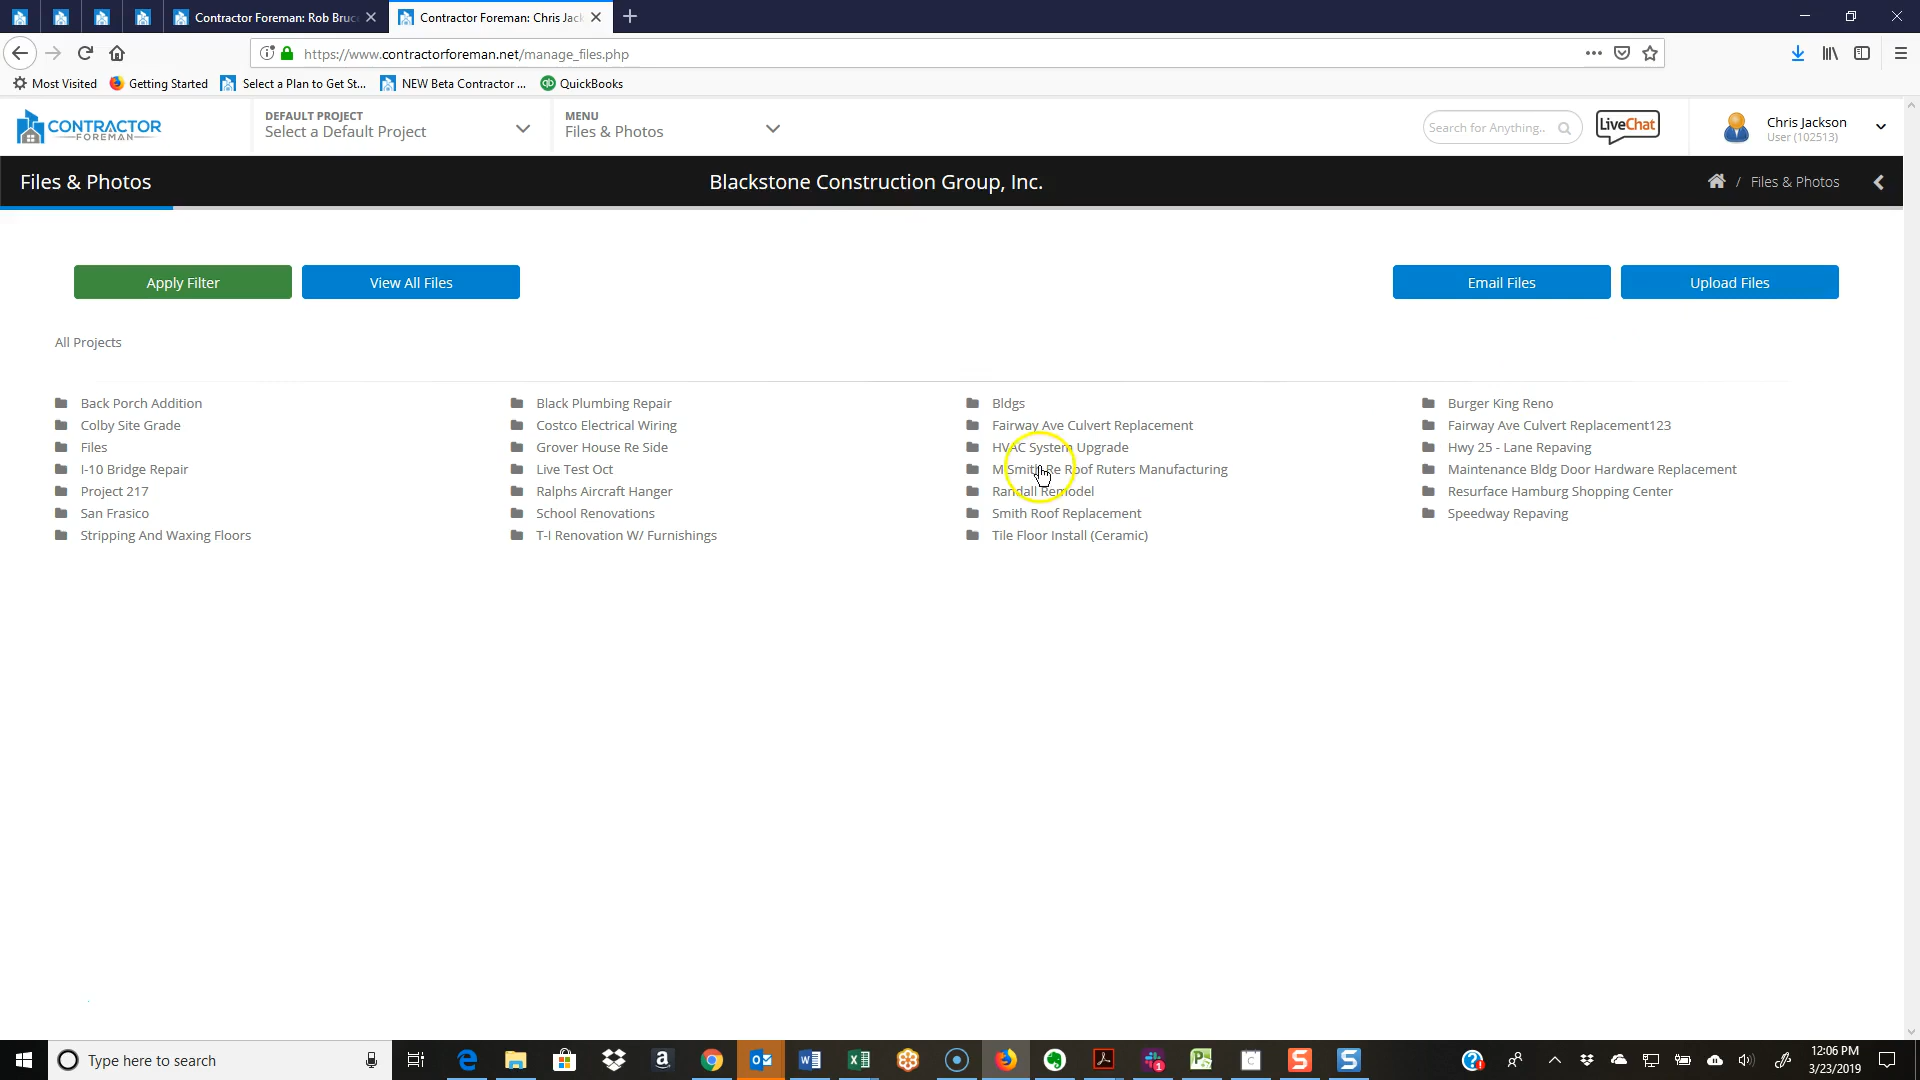 Contractor Foreman: Rob Bruc
Contractor Foreman: Chris Jack
https://www.contractorforeman.net/manage_files.php
Most Visited
Getting Started
Select a Plan to Get St...
NEW Beta Contractor ...
qb
QuickBooks
CONTRACTOR
FOREMAN
DEFAULT PROJECT
Select a Default Project
MENU
Files & Photos
Search for Anything..
LiveChat
Chris Jackson
User (102513)
Files & Photos
Blackstone Construction Group, Inc.
/ Files & Photos
Apply Filter
View All Files
Email Files
Upload Files
All Projects
Back Porch Addition
Black Plumbing Repair
Bldgs
Burger King Reno
Colby Site Grade
Costco Electrical Wiring
Fairway Ave Culvert Replacement
Fairway Ave Culvert Replacement123
Files
Grover House Re Side
HVAC System Upgrade
Hwy 25 - Lane Repaving
I-10 Bridge Repair
Live Test Oct
M Smith Re Roof Ruters Manufacturing
Maintenance Bldg Door Hardware Replacement
Project 217
Ralphs Aircraft Hanger
Randall Remodel
Resurface Hamburg Shopping Center
San Frasico
School Renovations
Smith Roof Replacement
Speedway Repaving
Stripping And Waxing Floors
T-I Renovation W/ Furnishings
Tile Floor Install (Ceramic)
Type here to search
12:06 PM
3/23/2019